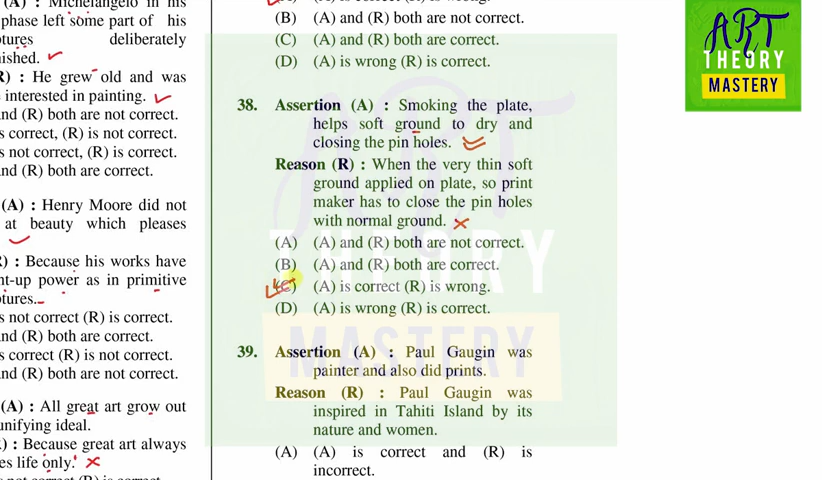 (A) : Michelangelo in his
phase left some part of his
tures deliberately
nished.
R) : He grew old and was
interested in painting.
nd (R) both are not correct.
s correct, (R) is not correct.
s not correct, (R) is correct.
nd (R) both are correct.
(A) : Henry Moore did not
at beauty which pleases
) : Because his works have
nt-up power as in primitive
tures.
s not correct (R) is correct.
nd (R) both are correct.
s correct (R) is not correct.
nd (R) both are not correct.
(A) : All great art grow out
unifying ideal.
) : Because great art always
es life only.'
(B) (A) and (R) both are not correct.
(C) (A) and (R) both are correct.
(D) (A) is wrong (R) is correct.
38. Assertion (A) : Smoking the plate,
helps soft ground to dry and
closing the pin holes.
Reason (R) : When the very thin soft
ground applied on plate, so print
maker has to close the pin holes
with normal ground.
(A) (A) and (R) both are not correct.
(B) (A) and (R) both are correct.
(C) (A) is correct (R) is wrong.
(D) (A) is wrong (R) is correct.
39. Assertion (A) : Paul Gaugin was
painter and also did prints.
Reason (R) : Paul Gaugin was
inspired in Tahiti Island by its
nature and women.
(A) (A) is correct and (R) is
incorrect.
ART
THEORY
MASTERY
ART
THEORY
MASTERY